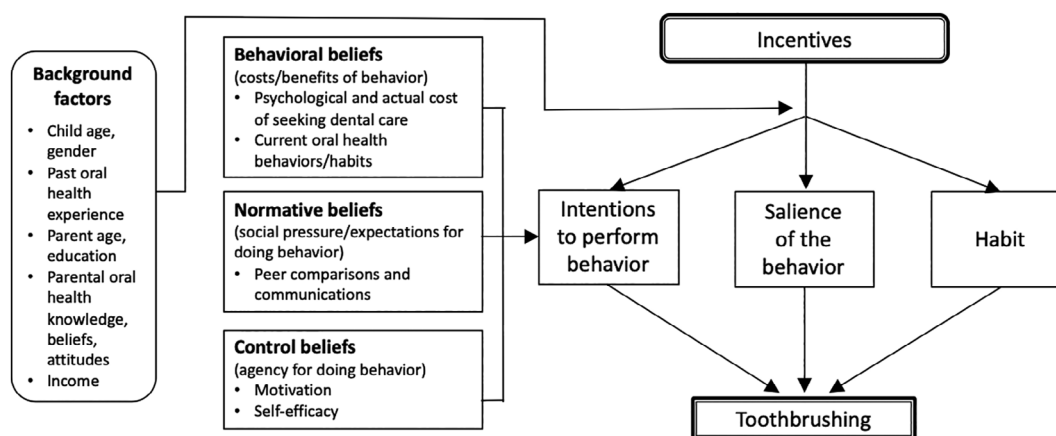 Background
factors
• Child age,
gender
• Past oral
health
experience
• Parent age,
education
• Parental oral
health
knowledge,
beliefs,
attitudes
• Income
Behavioral beliefs
(costs/benefits of behavior)
• Psychological and actual cost
of seeking dental care
• Current oral health
behaviors/habits
Normative beliefs
(social pressure/expectations for
doing behavior)
• Peer comparisons and
communications
Control beliefs
(agency for doing behavior)
• Motivation
• Self-efficacy
Incentives
Intentions
to perform
behavior
Salience
of the
behavior
Habit
Toothbrushing